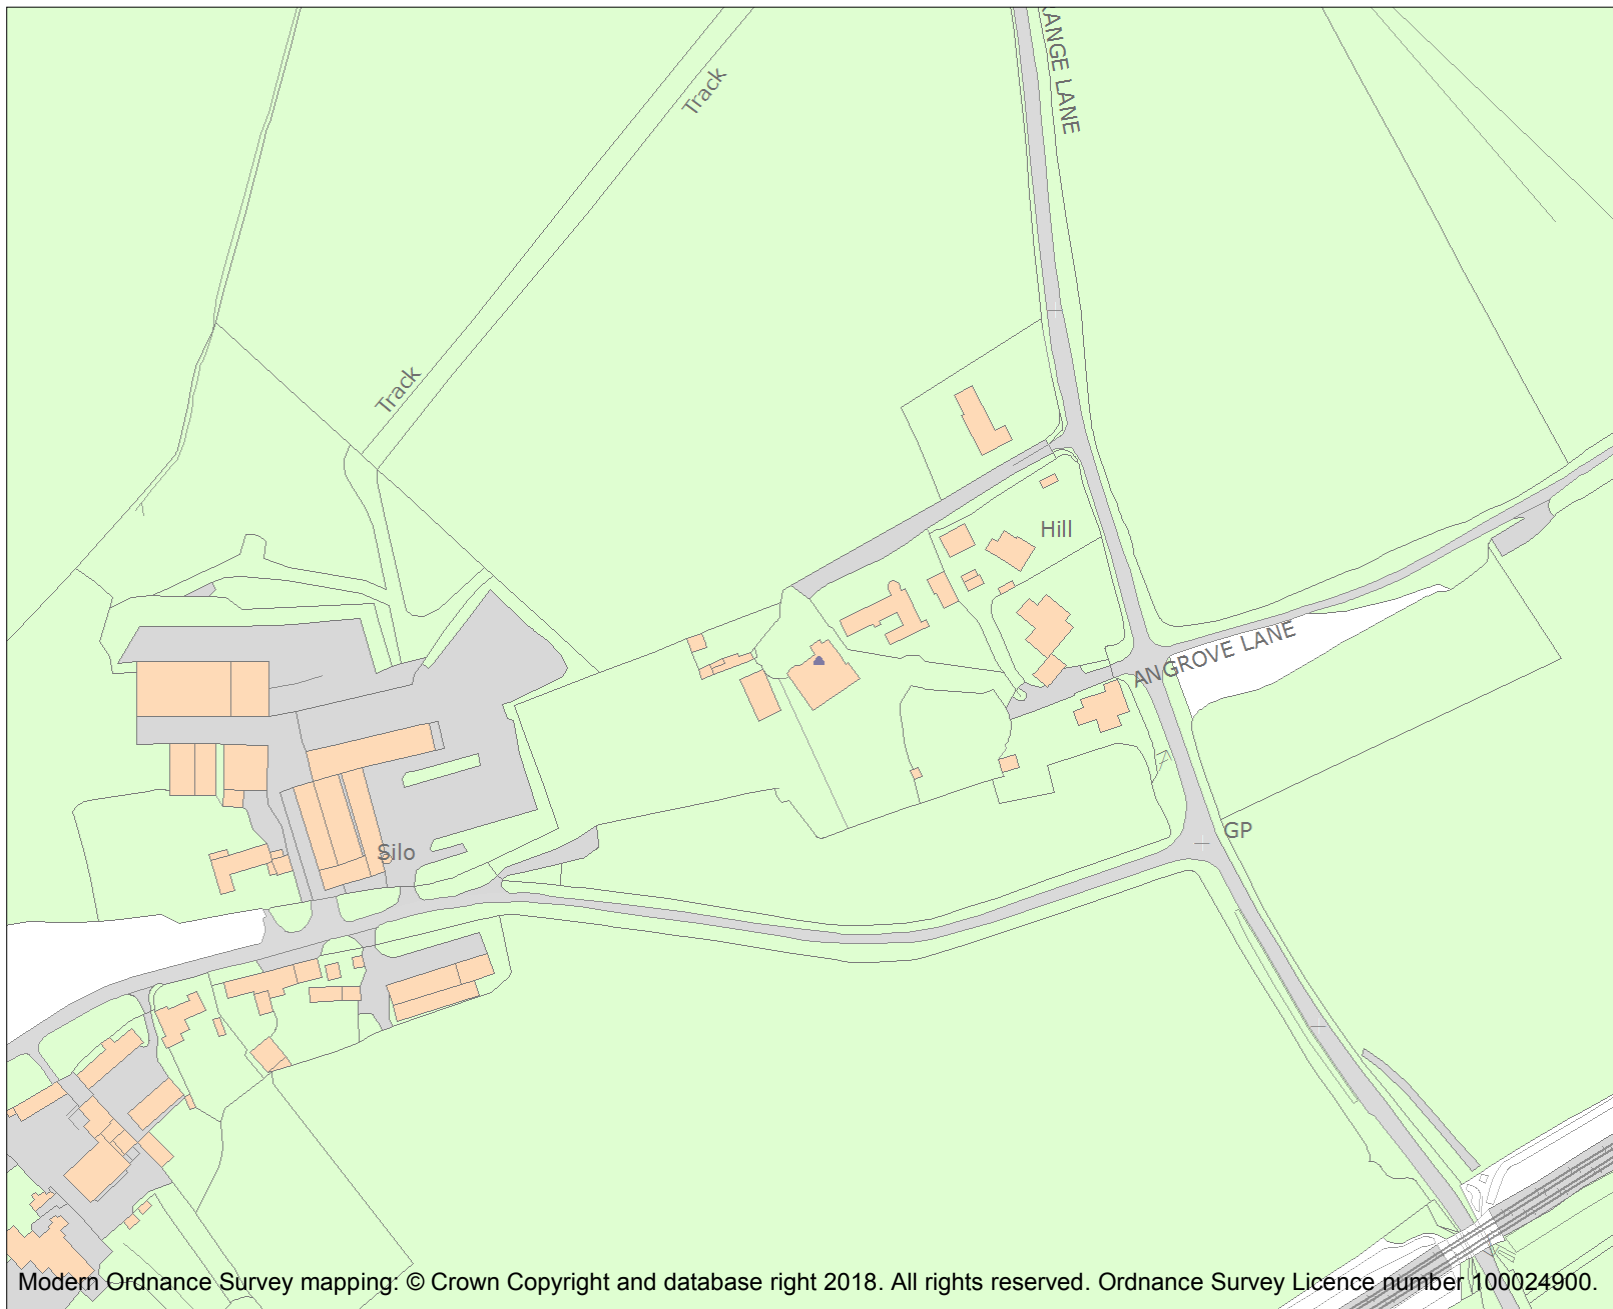 ANGE LANE
Track
Track
Hill
ANGROVE LANE
GP
Silo
Modern Ordnance Survey mapping: © Crown Copyright and database right 2018. All rights reserved. Ordnance Survey Licence number 100024900.